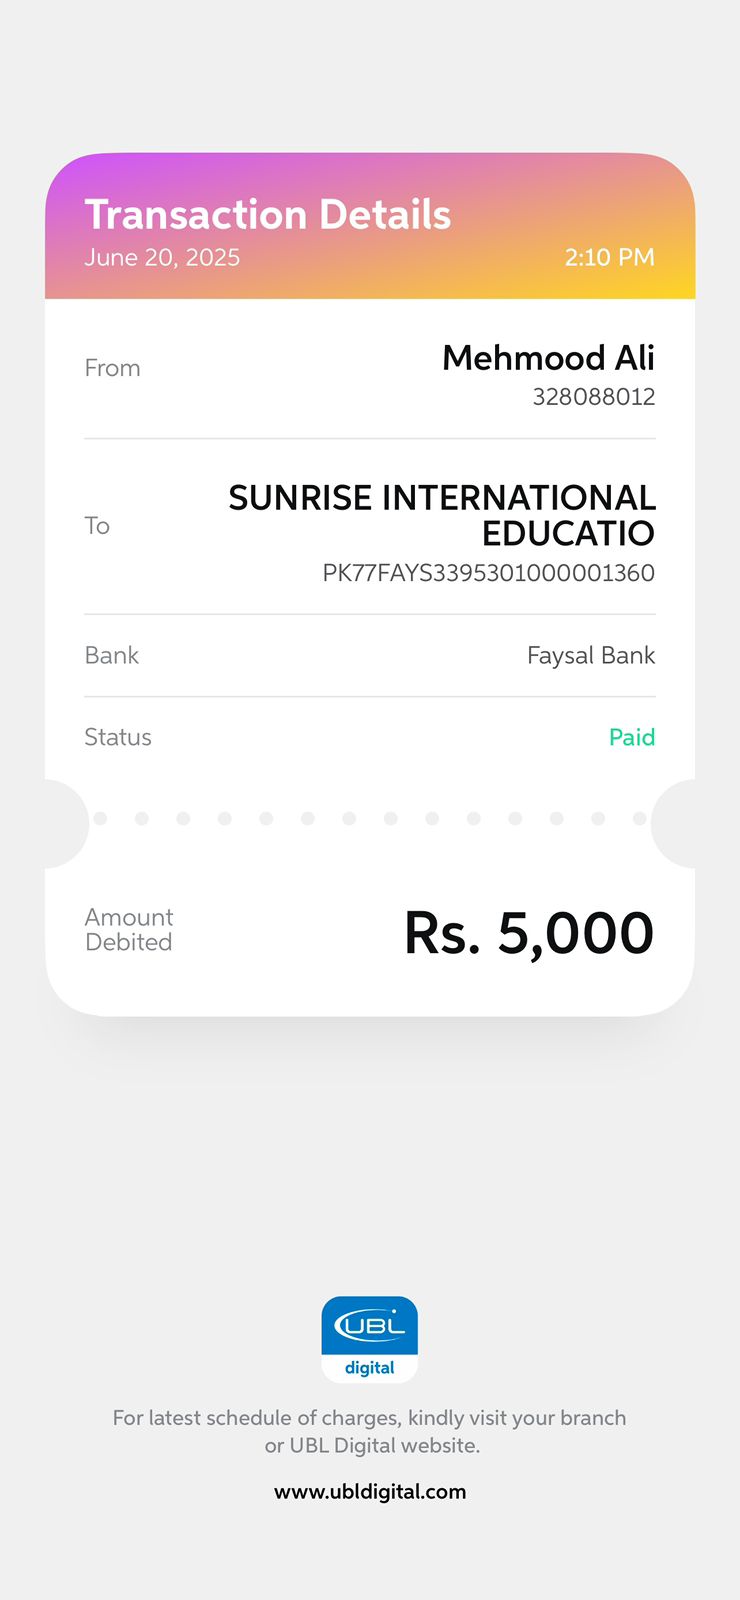 Transaction Details
June 20, 2025 2:10 PM
From
Mehmood Ali
328088012
To
SUNRISE INTERNATIONAL
EDUCATIO
PK77FAYS3395301000001360
Bank Faysal Bank
Status Paid
Amount
Debited
Rs. 5,000
UBL
digital
For latest schedule of charges, kindly visit your branch
or UBL Digital website.
www.ubldigital.com